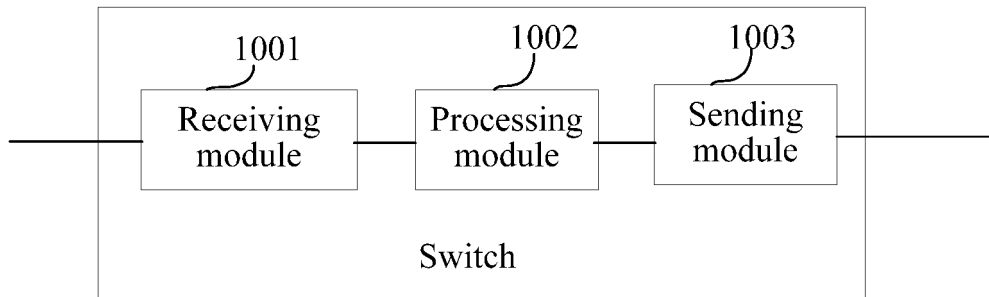 1001
1002
1003
Receiving
module
Processing
module
Sending
module
Switch